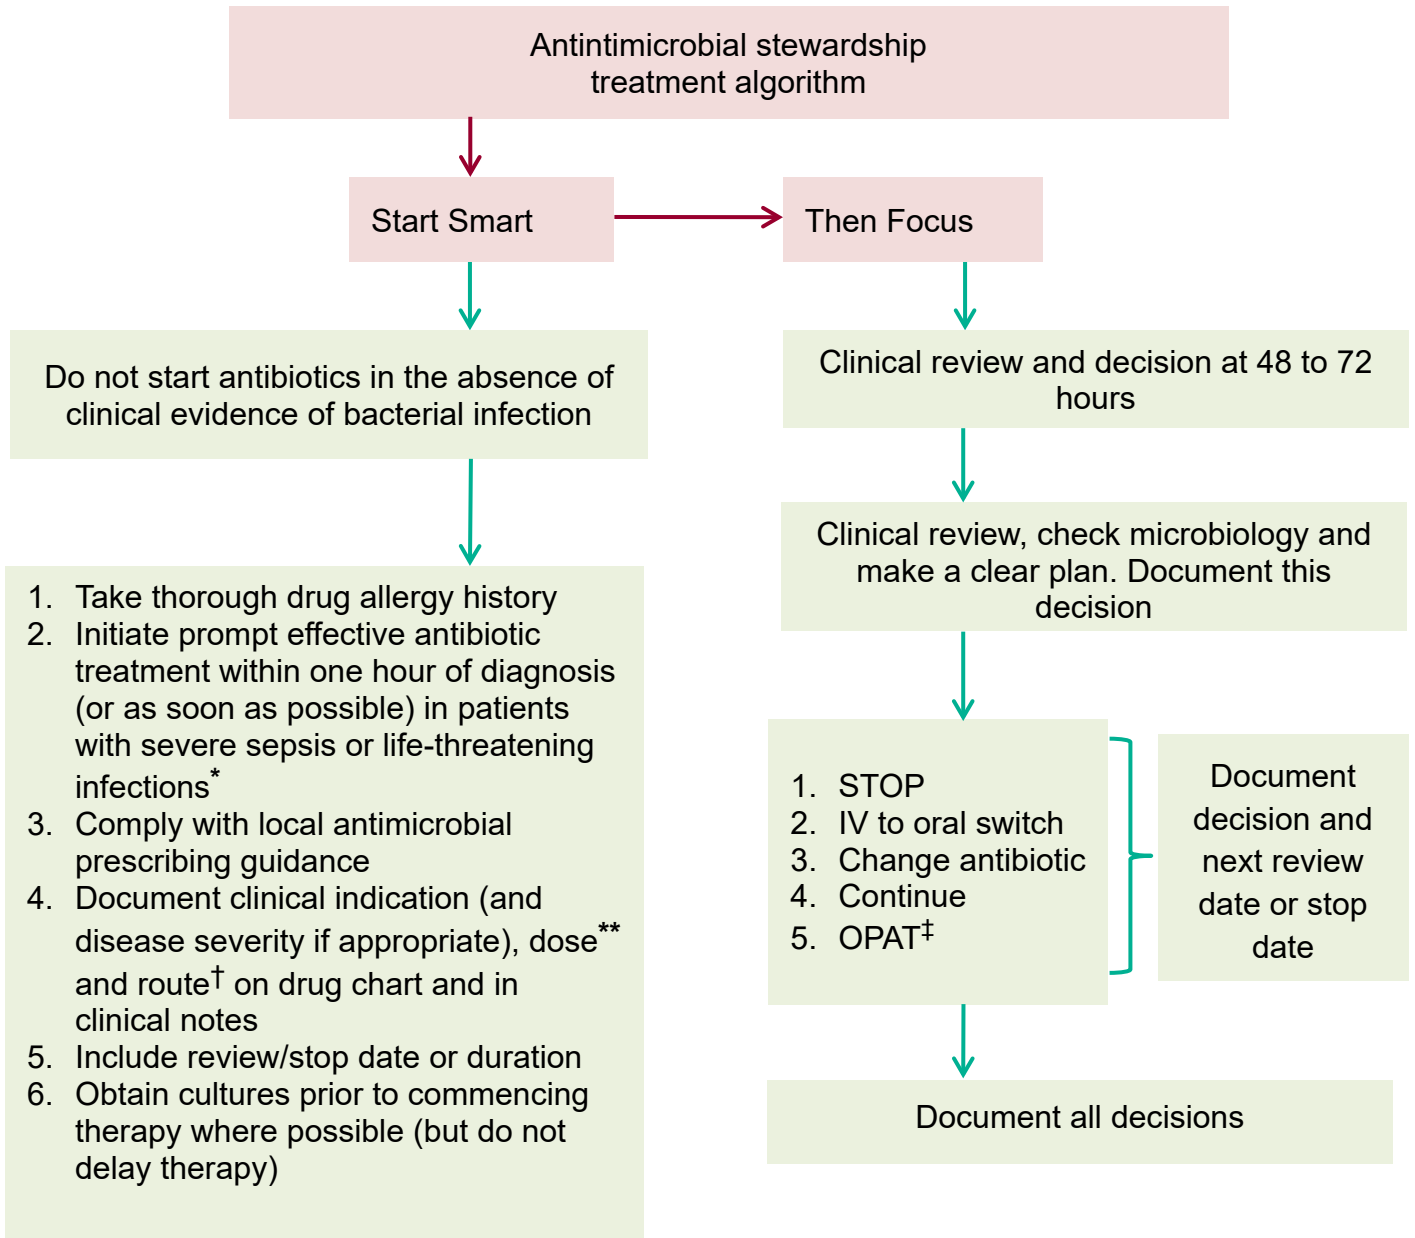 Antintimicrobial stewardship
treatment algorithm
Start Smart
Then Focus
Do not start antibiotics in the absence of
clinical evidence of bacterial infection
1. Take thorough drug allergy history
2. Initiate prompt effective antibiotic
treatment within one hour of diagnosis
(or as soon as possible) in patients
with severe sepsis or life-threatening
infections*
3. Comply with local antimicrobial
prescribing guidance
4. Document clinical indication (and
disease severity if appropriate), dose**
and route† on drug chart and in
clinical notes
5. Include review/stop date or duration
6. Obtain cultures prior to commencing
therapy where possible (but do not
delay therapy)
Clinical review and decision at 48 to 72
hours
Clinical review, check microbiology and
make a clear plan. Document this
decision
1. STOP
2. IV to oral switch
3. Change antibiotic
4. Continue
5. OPAT‡
Document
decision and
next review
date or stop
date
Document all decisions